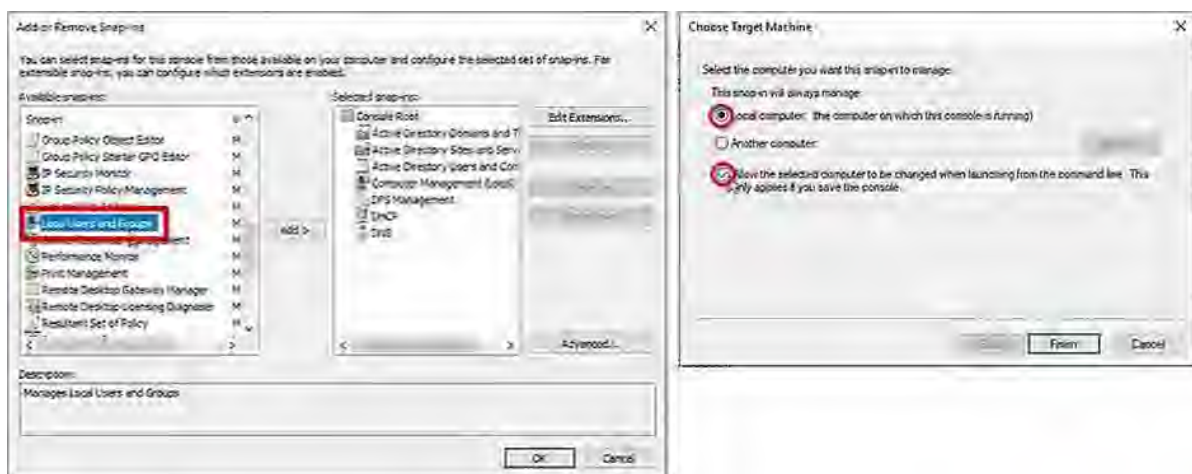 Add or Remove Snap-ins
You can select snap-ins for this console from those available on your computer and configure the selected set of snap-ins. For
extensible snap-ins, you can configure which extensions are enabled.
Available snap-ins:
Snap-in
Group Policy Object Editor M
Group Policy Starter GPO Editor M
IP Security Monitor M
IP Security Policy Management M
Local Users and Groups M
Performance Monitor M
Print Management M
Remote Desktop Gateway Manager M
Remote Desktop Licensing Diagnoser M
Resultant Set of Policy M
Add >
Selected snap-ins:
Console Root
Active Directory Domains and T
Active Directory Sites and Servi
Active Directory Users and Com
Computer Management (Local)
DFS Management
DHCP
DNS
Edit Extensions...
Advanced...
Description:
Manages Local Users and Groups
OK Cancel
Choose Target Machine
Select the computer you want this snap-in to manage.
This snap-in will always manage:
Local computer: (the computer on which this console is running)
Another computer:
Allow the selected computer to be changed when launching from the command line. This
only applies if you save the console.
Finish Cancel